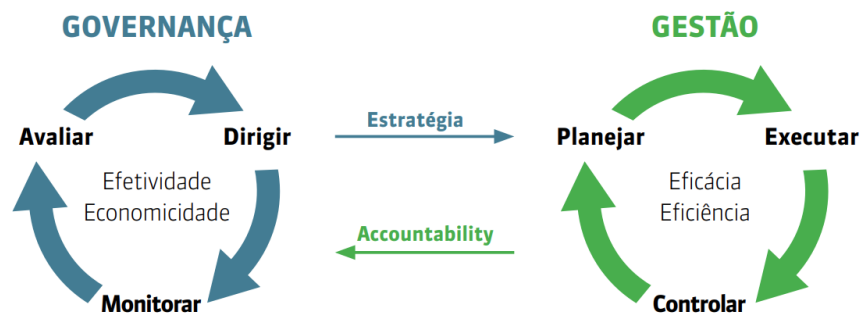 GOVERNANÇA
Avaliar
Dirigir
Efetividade
Economicidade
Monitorar
Estratégia
Accountability
GESTÃO
Planejar
Executar
Eficácia
Eficiência
Controlar